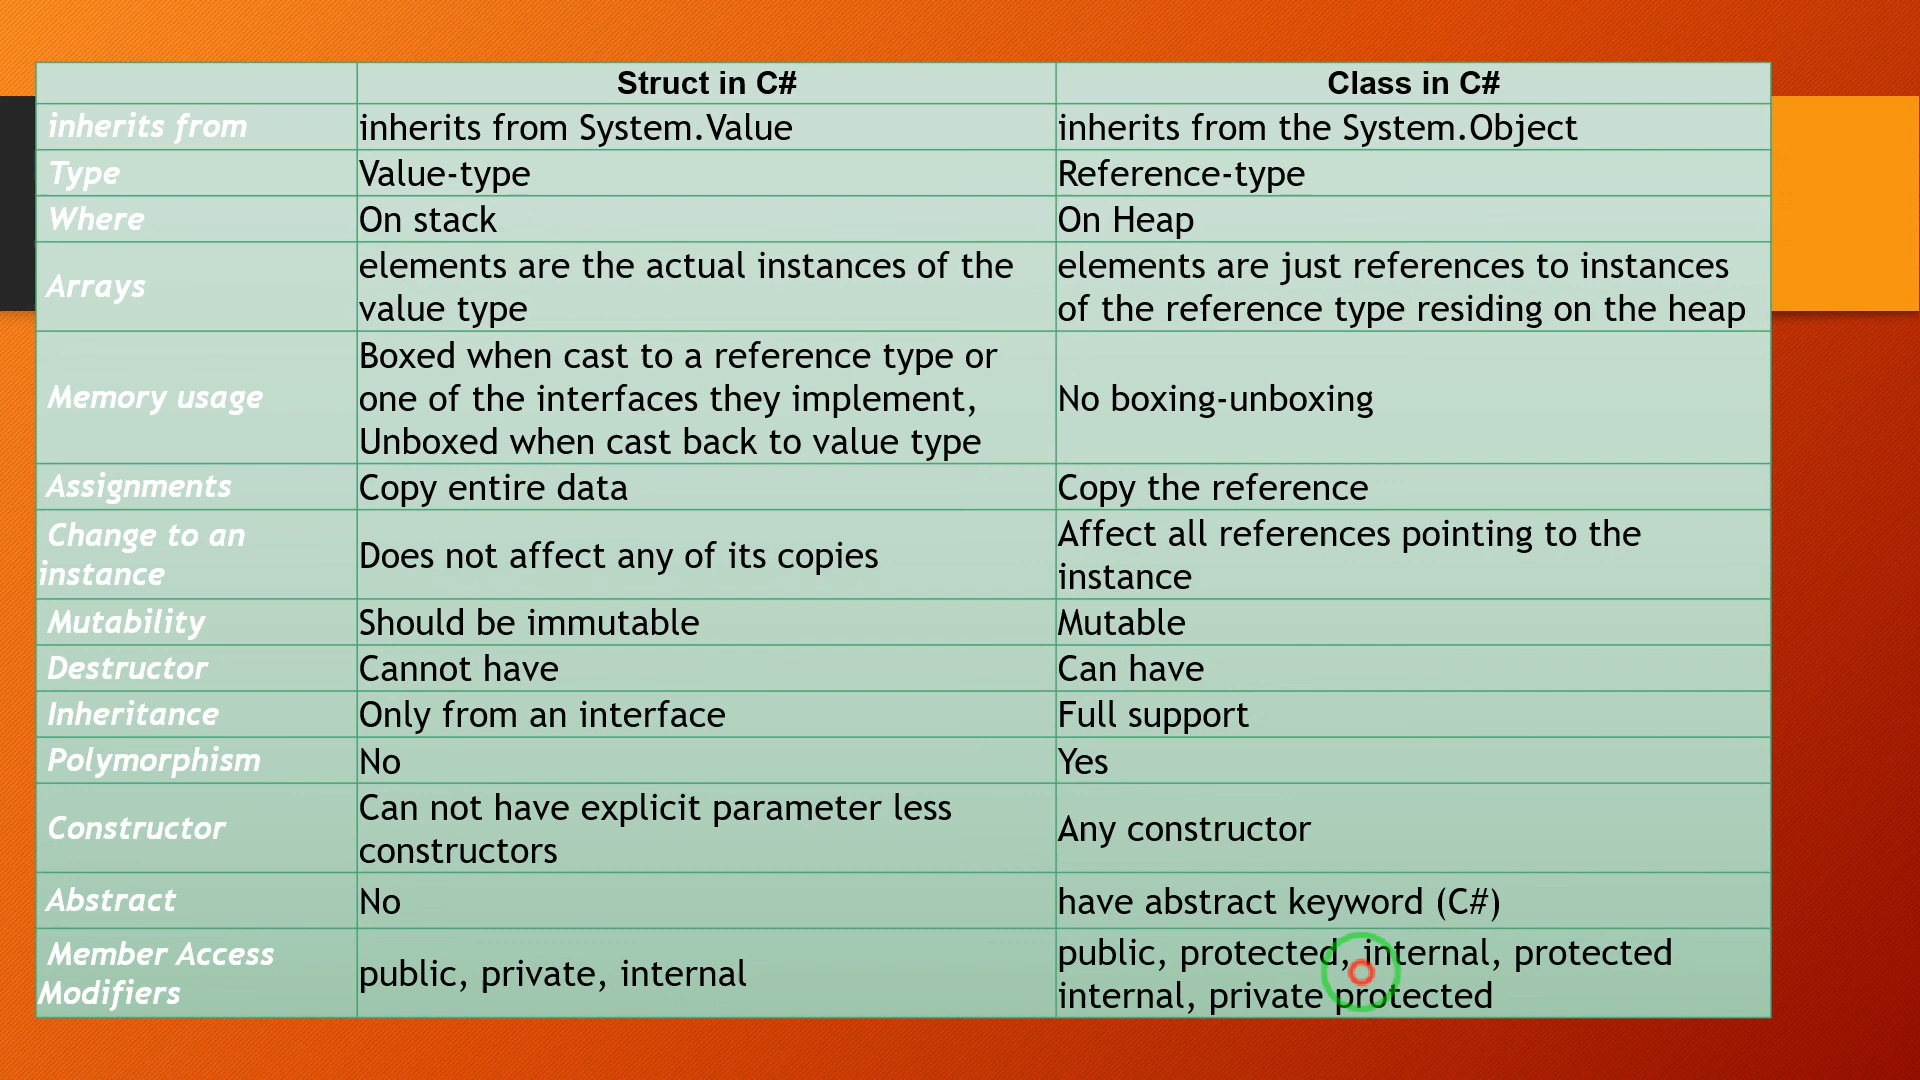 Struct in C# Class in C#
inherits from inherits from System.Value inherits from the System.Object
Type Value-type Reference-type
Where On stack On Heap
Arrays
elements are the actual instances of the
value type
elements are just references to instances
of the reference type residing on the heap
Memory usage
Boxed when cast to a reference type or
one of the interfaces they implement,
Unboxed when cast back to value type
No boxing-unboxing
Assignments Copy entire data Copy the reference
Change to an
instance
Does not affect any of its copies
Affect all references pointing to the
instance
Mutability Should be immutable Mutable
Destructor Cannot have Can have
Inheritance Only from an interface Full support
Polymorphism No Yes
Constructor
Can not have explicit parameter less
constructors
Any constructor
Abstract No have abstract keyword (C#)
Member Access
Modifiers
public, private, internal
public, protected, internal, protected
internal, private protected